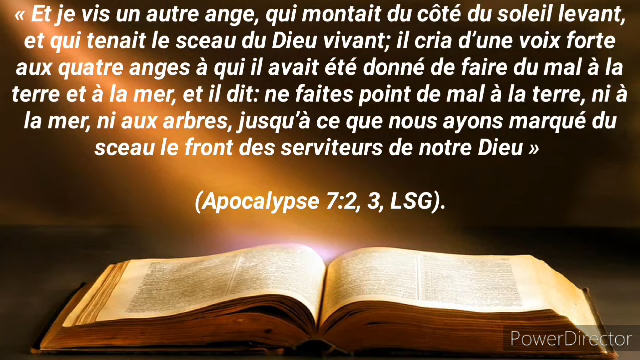 « Et je vis un autre ange, qui montait du côté du soleil levant,
et qui tenait le sceau du Dieu vivant; il cria d’une voix forte
aux quatre anges à qui il avait été donné de faire du mal à la
terre et à la mer, et il dit: ne faites point de mal à la terre, ni à
la mer, ni aux arbres, jusqu’à ce que nous ayons marqué du
sceau le front des serviteurs de notre Dieu »
(Apocalypse 7:2, 3, LSG).
PowerDirector